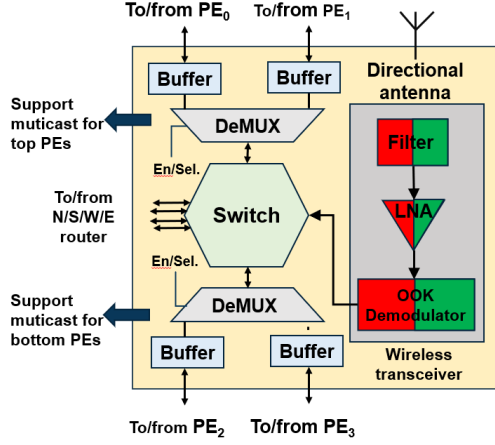 To/from PE0
To/from PE1
Directional
antenna
Buffer
Buffer
Support
muticast for
top PEs
DeMUX
En/Sel.
Filter
To/from
N/S/W/E
router
Switch
LNA
En/Sel.
DeMUX
OOK
Demodulator
Support
muticast for
bottom PEs
Buffer
Buffer
Wireless
transceiver
To/from PE2
To/from PE3